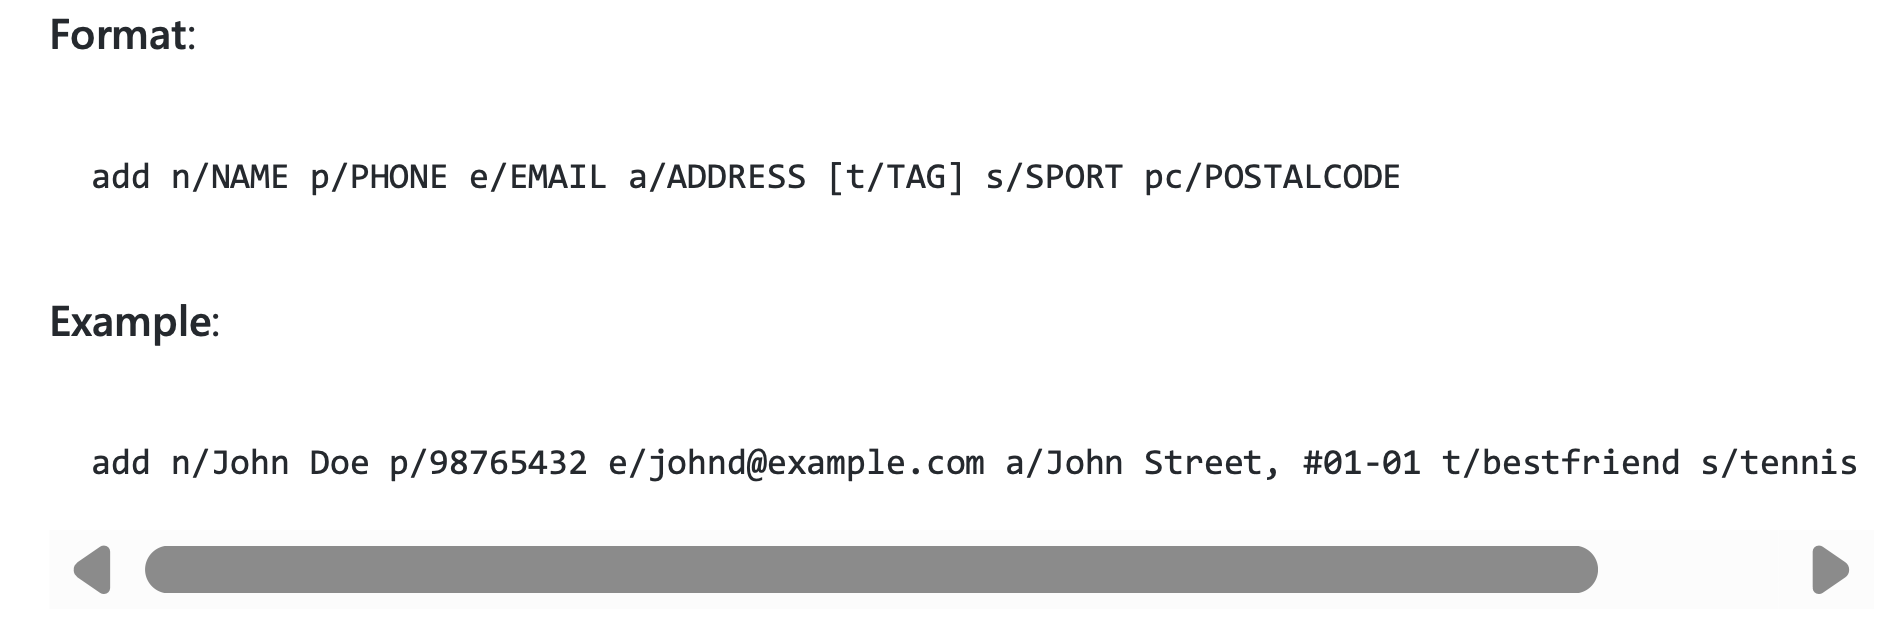 Format:
add n/NAME p/PHONE e/EMAIL a/ADDRESS [t/TAG] s/SPORT pc/POSTALCODE
Example:
add n/John Doe p/98765432 e/johnd@example.com a/John Street, #01-01 t/bestfriend s/tennis